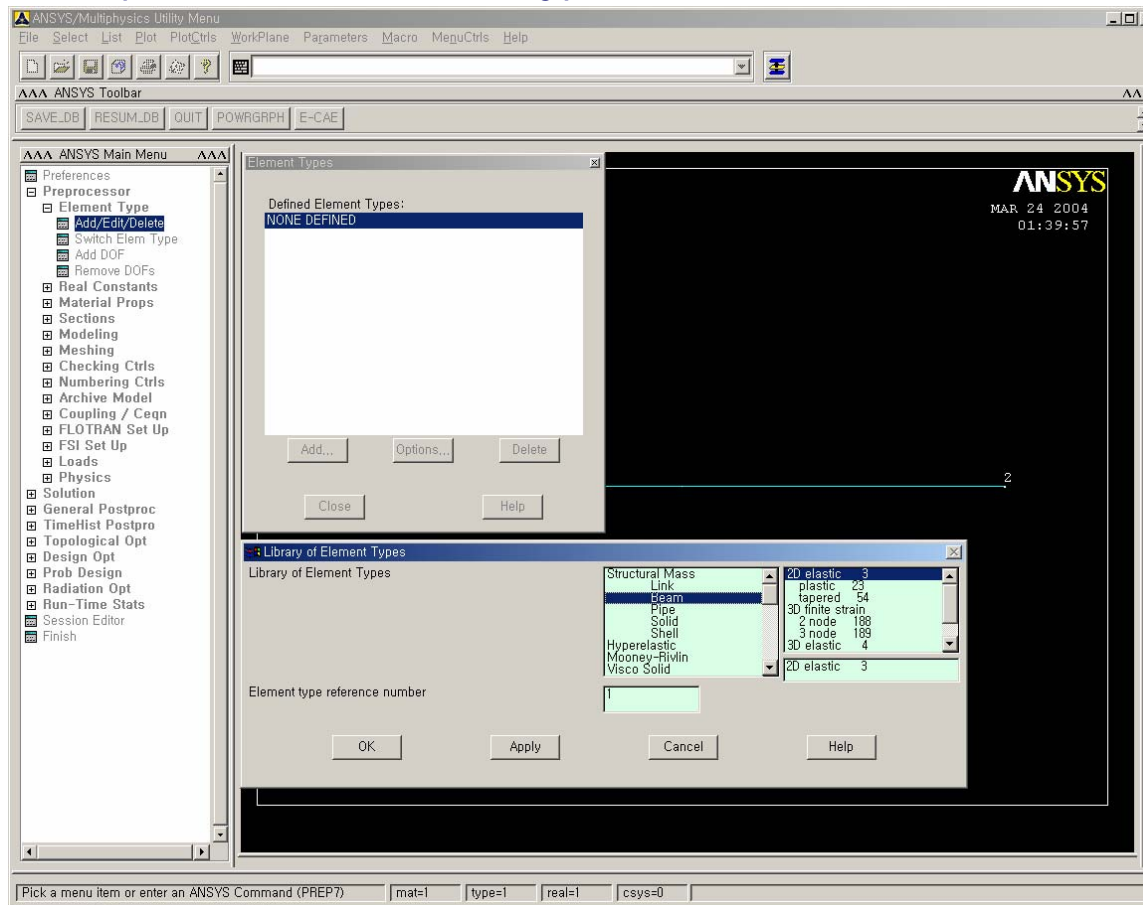 ANSYS/Multiphysics Utility Menu
File Select List Plot PlotCtrls WorkPlane Parameters Macro MenuCtrls Help
ANSYS Toolbar
SAVE_DB RESUM_DB QUIT POWRGRPH E-CAE
ANSYS Main Menu
Preferences
Preprocessor
Element Type
Add/Edit/Delete
Switch Elem Type
Add DOF
Remove DOFs
Real Constants
Material Props
Sections
Modeling
Meshing
Checking Ctrls
Numbering Ctrls
Archive Model
Coupling / Ceqn
FLOTRAN Set Up
FSI Set Up
Loads
Physics
Solution
General Postproc
TimeHist Postpro
Topological Opt
Design Opt
Prob Design
Radiation Opt
Run-Time Stats
Session Editor
Finish
Element Types
Defined Element Types:
NONE DEFINED
Add... Options... Delete
Close Help
ANSYS
MAR 24 2004
01:39:57
2
Library of Element Types
Library of Element Types
Structural Mass
Link
Beam
Pipe
Solid
Shell
Hyperelastic
Mooney-Rivlin
Visco Solid
2D elastic 3
plastic 23
tapered 54
3D finite strain
2 node 188
3 node 189
3D elastic 4
2D elastic 3
Element type reference number
1
OK Apply Cancel Help
Pick a menu item or enter an ANSYS Command (PREP7) mat=1 type=1 real=1 csys=0